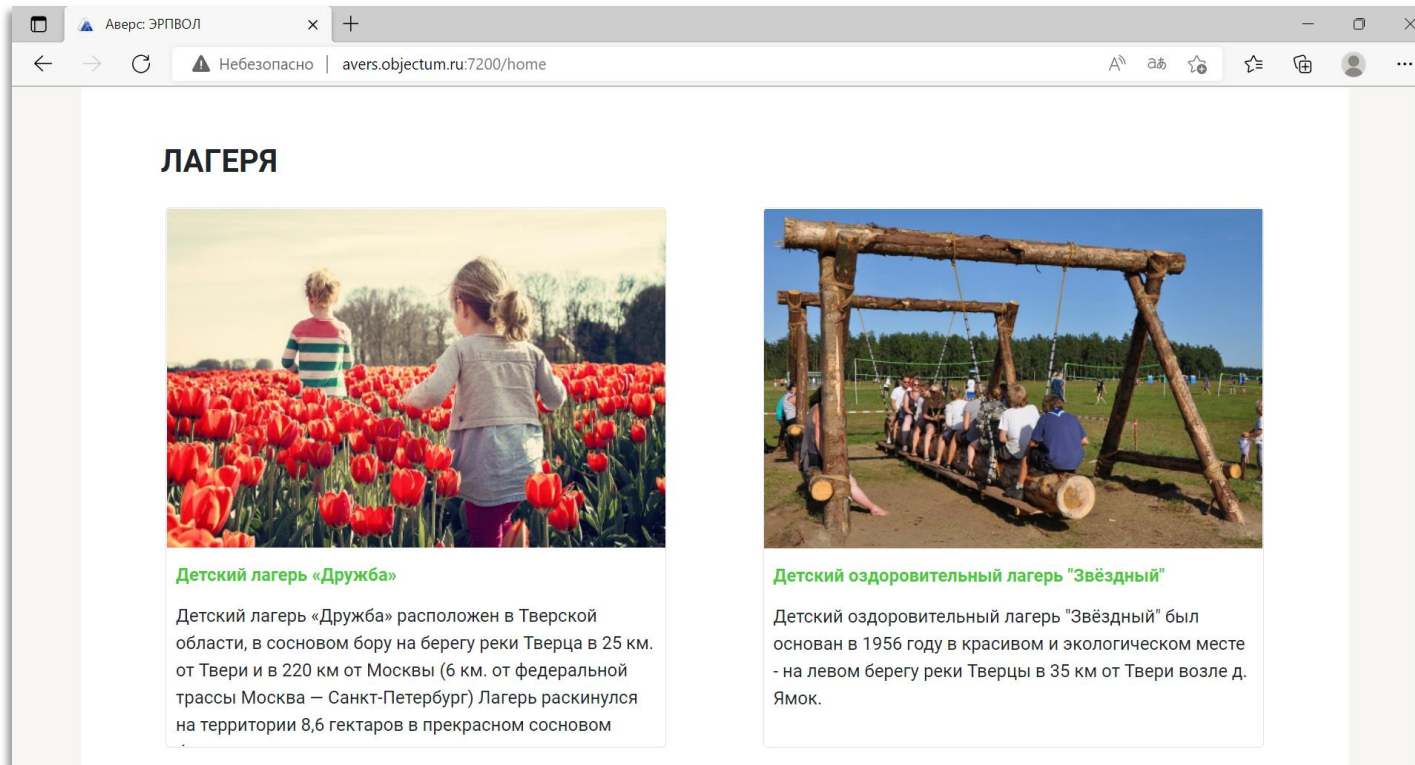 Аверс: ЭРПВОЛ
Небезопасно | avers.objectum.ru:7200/home
ЛАГЕРЯ
Детский лагерь «Дружба»
Детский лагерь «Дружба» расположен в Тверской
области, в сосновом бору на берегу реки Тверца в 25 км.
от Твери и в 220 км от Москвы (6 км. от федеральной
трассы Москва — Санкт-Петербург) Лагерь раскинулся
на территории 8,6 гектаров в прекрасном сосновом
Детский оздоровительный лагерь "Звёздный"
Детский оздоровительный лагерь "Звёздный" был
основан в 1956 году в красивом и экологическом месте
- на левом берегу реки Тверцы в 35 км от Твери возле д.
Ямок.